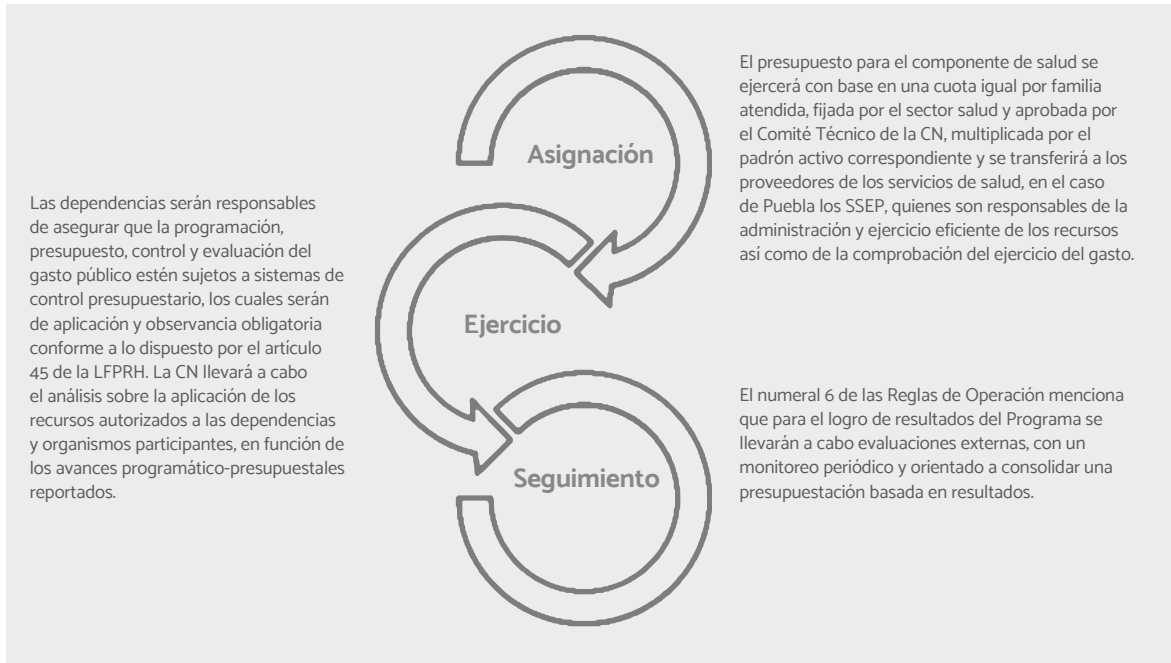 Asignación
El presupuesto para el componente de salud se
ejercerá con base en una cuota igual por familia
atendida, fijada por el sector salud y aprobada por
el Comité Técnico de la CN, multiplicada por el
padrón activo correspondiente y se transferirá a los
proveedores de los servicios de salud, en el caso
de Puebla los SSEP, quienes son responsables de la
administración y ejercicio eficiente de los recursos
así como de la comprobación del ejercicio del gasto.
Las dependencias serán responsables
de asegurar que la programación,
presupuesto, control y evaluación del
gasto público estén sujetos a sistemas de
control presupuestario, los cuales serán
de aplicación y observancia obligatoria
conforme a lo dispuesto por el artículo
45 de la LFPRH. La CN llevará a cabo
el análisis sobre la aplicación de los
recursos autorizados a las dependencias
y organismos participantes, en función de
los avances programático-presupuestales
reportados.
Ejercicio
Seguimiento
El numeral 6 de las Reglas de Operación menciona
que para el logro de resultados del Programa se
llevarán a cabo evaluaciones externas, con un
monitoreo periódico y orientado a consolidar una
presupuestación basada en resultados.